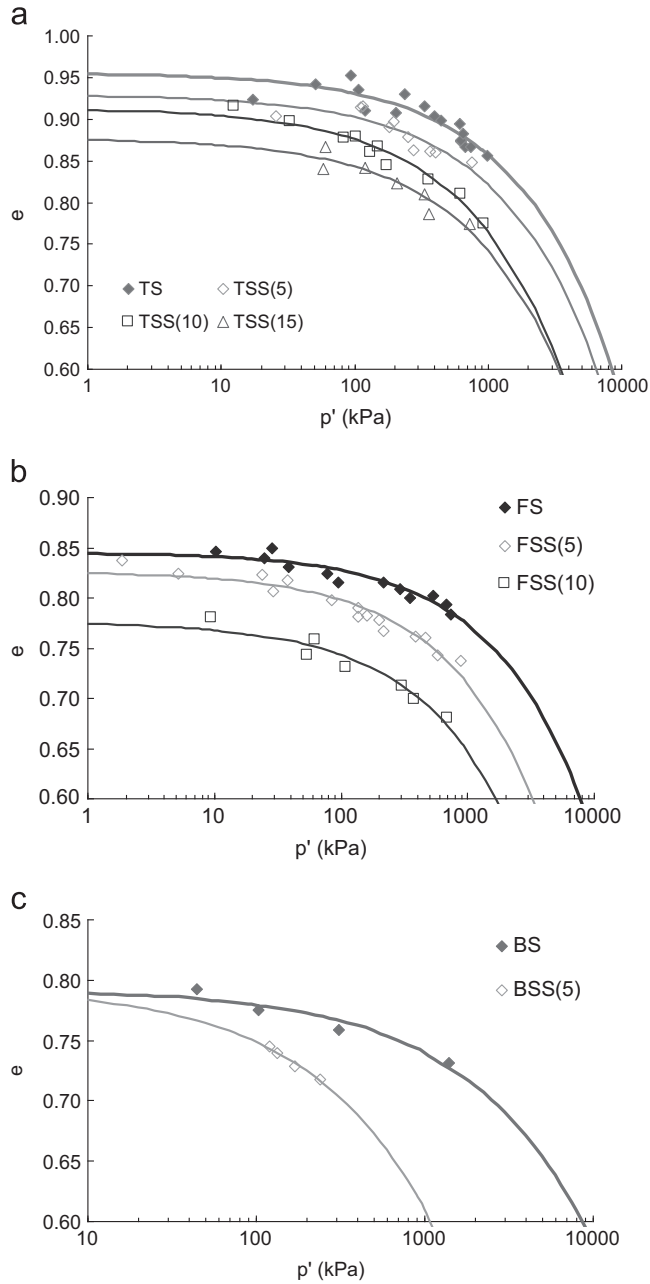 a
1.00
0.95
0.90
0.85
0.80
0.75
0.70
0.65
0.60
e
TS
TSS(5)
TSS(10)
TSS(15)
1 10 100 1000 10000
p' (kPa)
b
0.90
0.85
0.80
0.75
0.70
0.65
0.60
e
FS
FSS(5)
FSS(10)
1 10 100 1000 10000
p' (kPa)
c
0.85
0.80
0.75
0.70
0.65
0.60
e
BS
BSS(5)
10 100 1000 10000
p' (kPa)